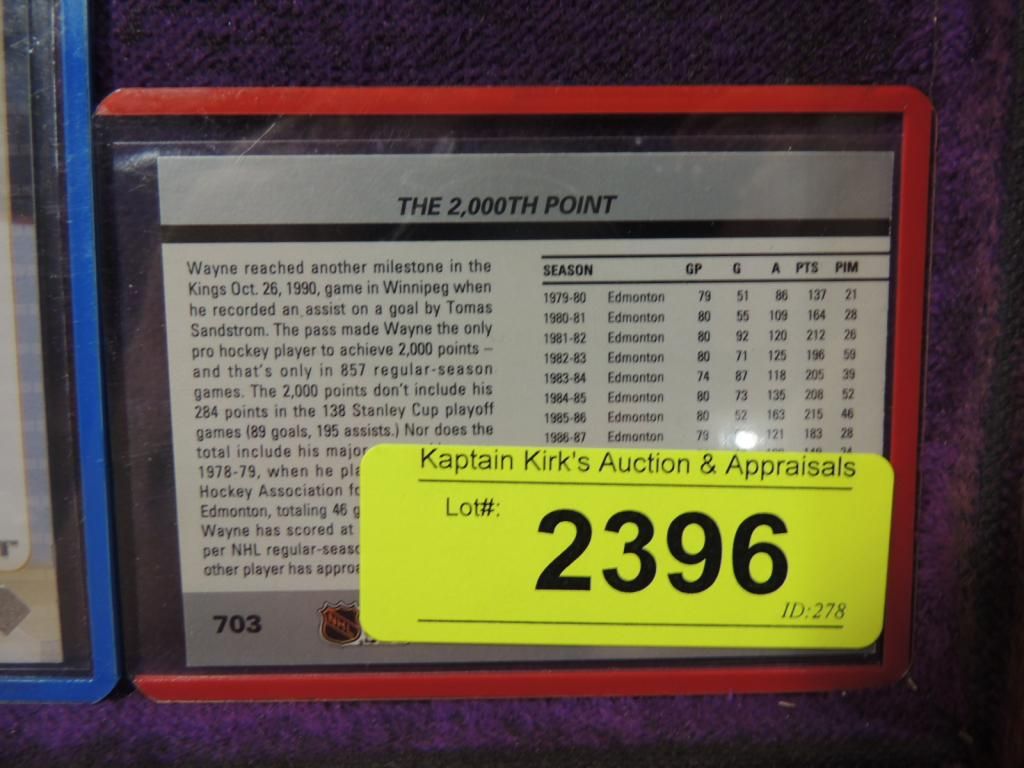 THE 2,000TH POINT
Wayne reached another milestone in the
Kings Oct. 26, 1990, game in Winnipeg when
he recorded an assist on a goal by Tomas
Sandstrom. The pass made Wayne the only
pro hockey player to achieve 2,000 points –
and that's only in 857 regular-season
games. The 2,000 points don't include his
284 points in the 138 Stanley Cup playoff
games (89 goals, 195 assists.) Nor does the
total include his major
1978-79, when he pla
Hockey Association fo
Edmonton, totaling 46 g
Wayne has scored at
per NHL regular-seaso
other player has approa
703
NHL
SEASON GP G A PTS PIM
1979-80 Edmonton 79 51 86 137 21
1980-81 Edmonton 80 55 109 164 28
1981-82 Edmonton 80 92 120 212 26
1982-83 Edmonton 80 71 125 196 59
1983-84 Edmonton 74 87 118 205 39
1984-85 Edmonton 80 73 135 208 52
1985-86 Edmonton 80 52 163 215 46
1986-87 Edmonton 79 121 183 28
Kaptain Kirk's Auction & Appraisals
Lot#:
2396
ID:278